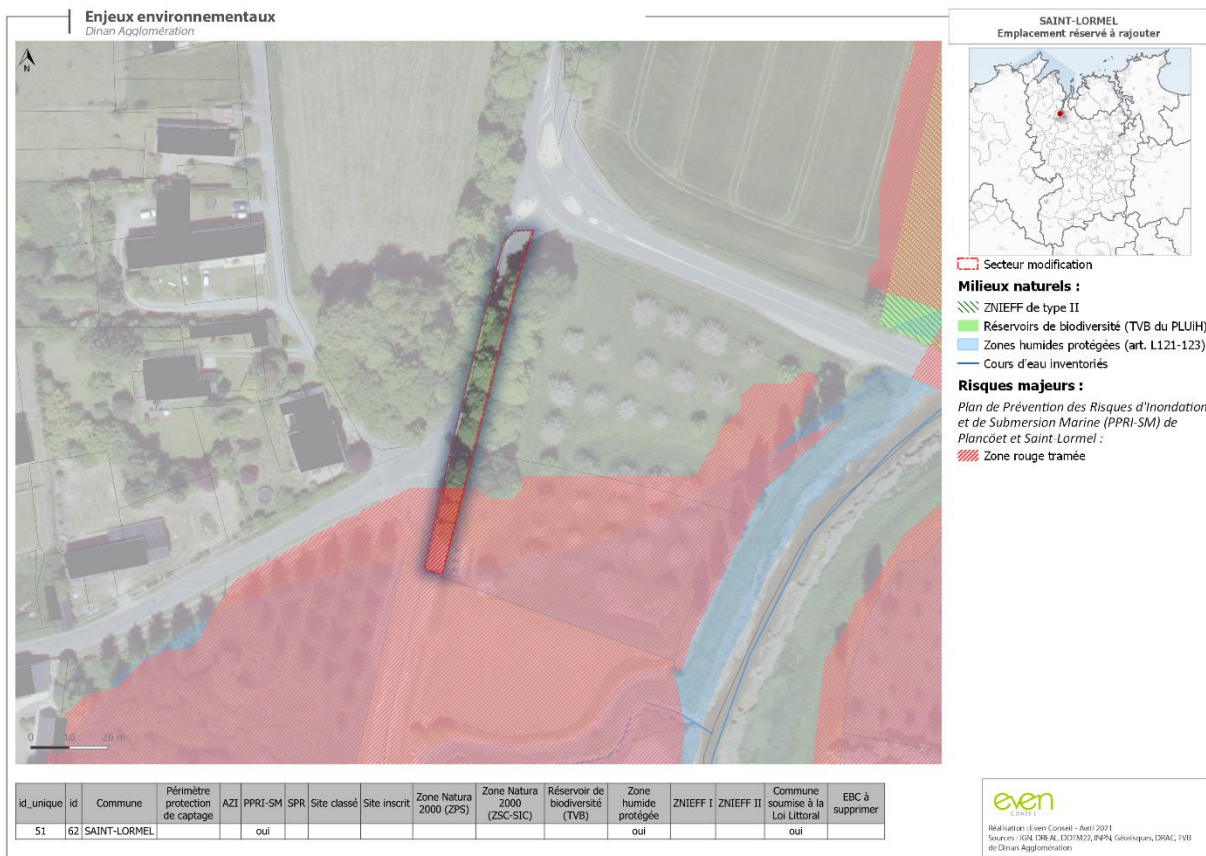 Enjeux environnementaux
Dinan Agglomération
N
0 10 20 m
SAINT-LORMEL
Emplacement réservé à rajouter
Secteur modification
Milieux naturels :
ZNIEFF de type II
Réservoirs de biodiversité (TVB du PLUiH)
Zones humides protégées (art. L121-123)
Cours d'eau inventoriés
Risques majeurs :
Plan de Prévention des Risques d'Inondation
et de Submersion Marine (PPRI-SM) de
Plancöet et Saint-Lormel :
Zone rouge tramée
id_unique id Commune Périmètre protection de captage AZI PPRI-SM SPR Site classé Site inscrit Zone Natura 2000 (ZPS) Zone Natura 2000 (ZSC-SIC) Réservoir de biodiversité (TVB) Zone humide protégée ZNIEFF I ZNIEFF II Commune soumise à la Loi Littoral EBC à supprimer
51 62 SAINT-LORMEL oui oui oui
even
CONSEIL
Réalisation : Even Conseil - Avril 2021
Sources : IGN, DREAL, DDTM22, INPN, Géorisques, DRAC, TVB
de Dinan Agglomération